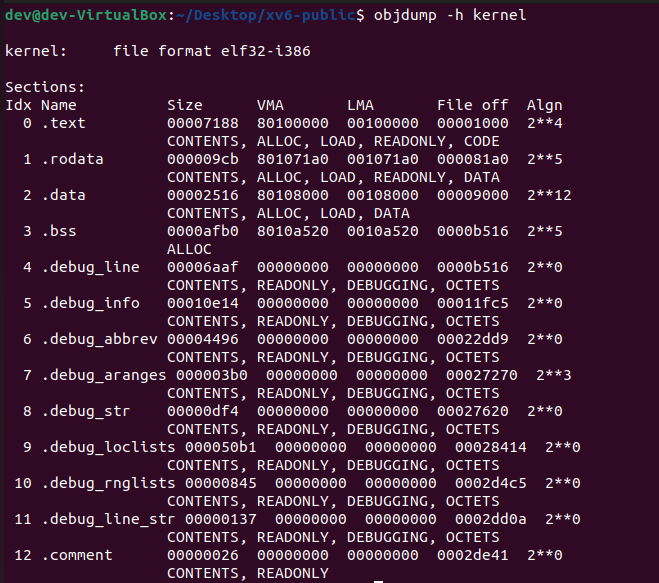 dev@dev-VirtualBox:~/Desktop/xv6-public$ objdump -h kernel
kernel:     file format elf32-i386
Sections:
Idx Name          Size      VMA       LMA       File off  Algn
  0 .text         00007188  80100000  00100000  00001000  2**4
                  CONTENTS, ALLOC, LOAD, READONLY, CODE
  1 .rodata       000009cb  801071a0  001071a0  000081a0  2**5
                  CONTENTS, ALLOC, LOAD, READONLY, DATA
  2 .data         00002516  80108000  00108000  00009000  2**12
                  CONTENTS, ALLOC, LOAD, DATA
  3 .bss          0000afb0  8010a520  0010a520  0000b516  2**5
                  ALLOC
  4 .debug_line   00006aaf  00000000  00000000  0000b516  2**0
                  CONTENTS, READONLY, DEBUGGING, OCTETS
  5 .debug_info   00010e14  00000000  00000000  00011fc5  2**0
                  CONTENTS, READONLY, DEBUGGING, OCTETS
  6 .debug_abbrev 00004496  00000000  00000000  00022dd9  2**0
                  CONTENTS, READONLY, DEBUGGING, OCTETS
  7 .debug_aranges 000003b0  00000000  00000000  00027270  2**3
                  CONTENTS, READONLY, DEBUGGING, OCTETS
  8 .debug_str    00000df4  00000000  00000000  00027620  2**0
                  CONTENTS, READONLY, DEBUGGING, OCTETS
  9 .debug_loclists 000050b1  00000000  00000000  00028414  2**0
                  CONTENTS, READONLY, DEBUGGING, OCTETS
 10 .debug_rnglists 00000845  00000000  00000000  0002d4c5  2**0
                  CONTENTS, READONLY, DEBUGGING, OCTETS
 11 .debug_line_str 00000137  00000000  00000000  0002dd0a  2**0
                  CONTENTS, READONLY, DEBUGGING, OCTETS
 12 .comment      00000026  00000000  00000000  0002de41  2**0
                  CONTENTS, READONLY